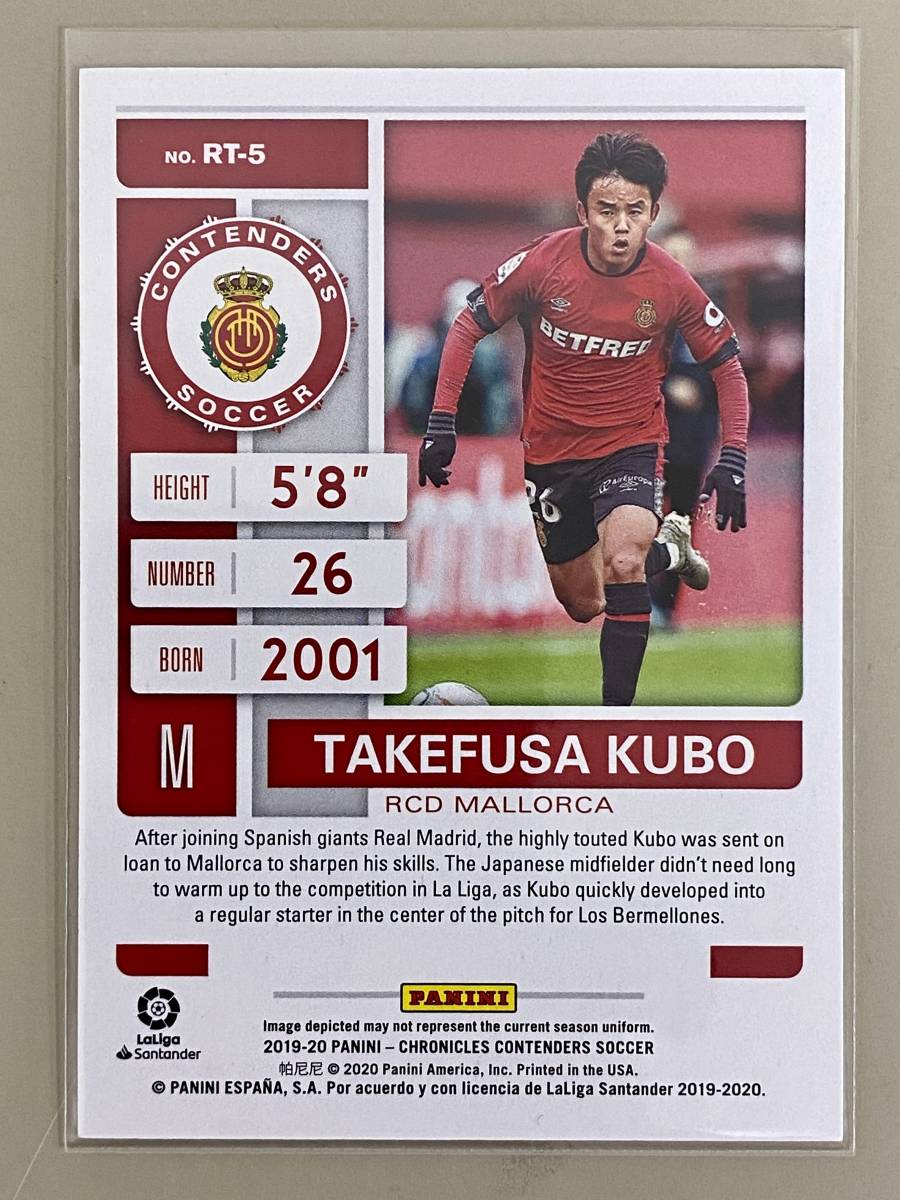 NO. RT-5
CONTENDERS
SOCCER
BETFRED
AirEuropa
26
HEIGHT 5'8"
NUMBER 26
BORN 2001
M
TAKEFUSA KUBO
RCD MALLORCA
After joining Spanish giants Real Madrid, the highly touted Kubo was sent on
loan to Mallorca to sharpen his skills. The Japanese midfielder didn't need long
to warm up to the competition in La Liga, as Kubo quickly developed into
a regular starter in the center of the pitch for Los Bermellones.
PANINI
LaLiga
Santander
Image depicted may not represent the current season uniform.
2019-20 PANINI – CHRONICLES CONTENDERS SOCCER
帕尼尼 © 2020 Panini America, Inc. Printed in the USA.
© PANINI ESPAÑA, S.A. Por acuerdo y con licencia de LaLiga Santander 2019-2020.